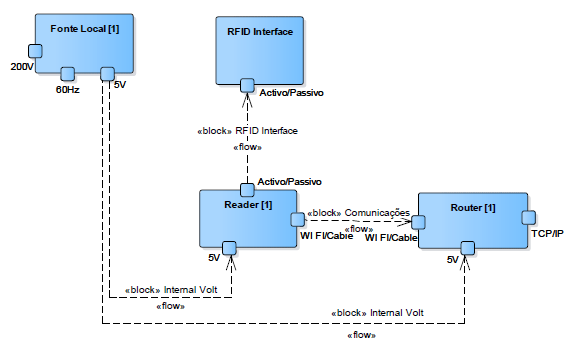 Fonte Local [1]
200V
60Hz
5V
RFID Interface
Activo/Passivo
«block» RFID Interface
«flow»
Activo/Passivo
Reader [1]
WI FI/Cable
5V
«block» Comunicações
«flow»
Router [1]
WI FI/Cable
TCP/IP
5V
«block» Internal Volt
«flow»
«block» Internal Volt
«flow»